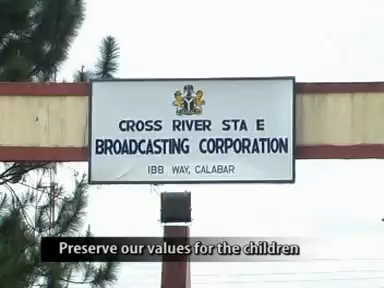 CROSS RIVER STA E
BROADCASTING CORPORATION
IBB WAY, CALABAR
Preserve our values for the children